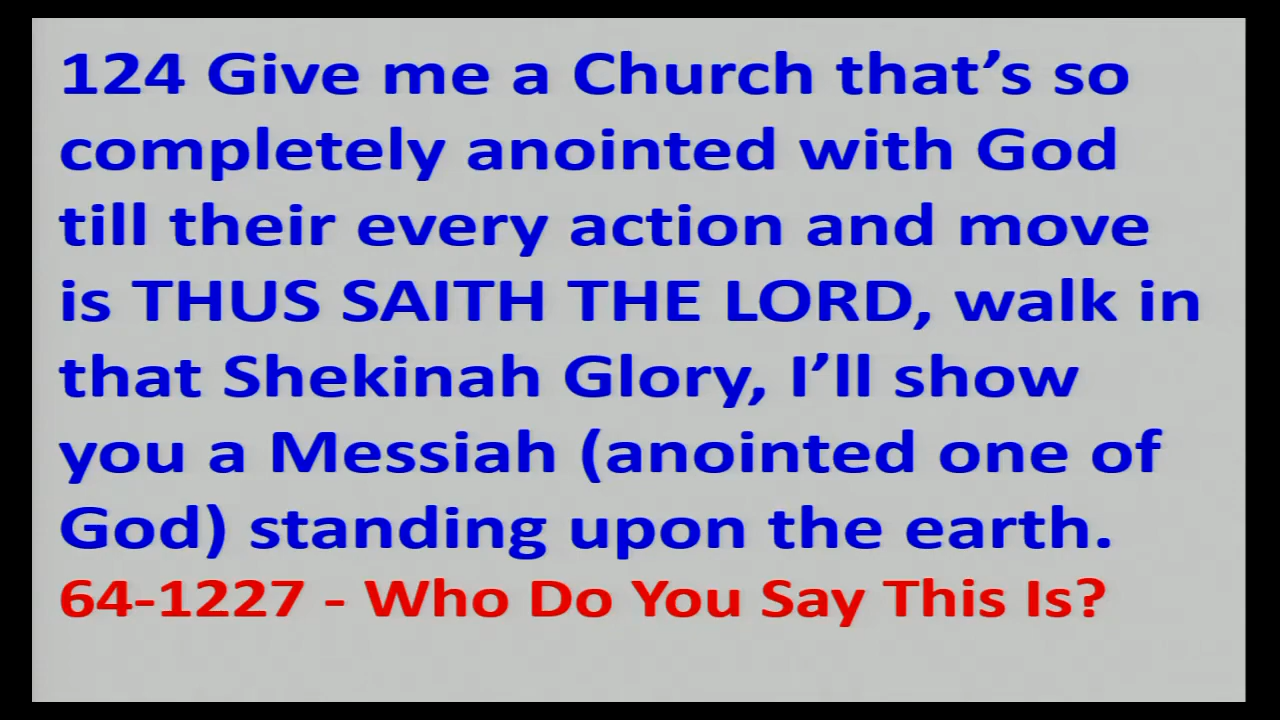 124 Give me a Church that’s so
completely anointed with God
till their every action and move
is THUS SAITH THE LORD, walk in
that Shekinah Glory, I’ll show
you a Messiah (anointed one of
God) standing upon the earth.
64-1227 - Who Do You Say This Is?